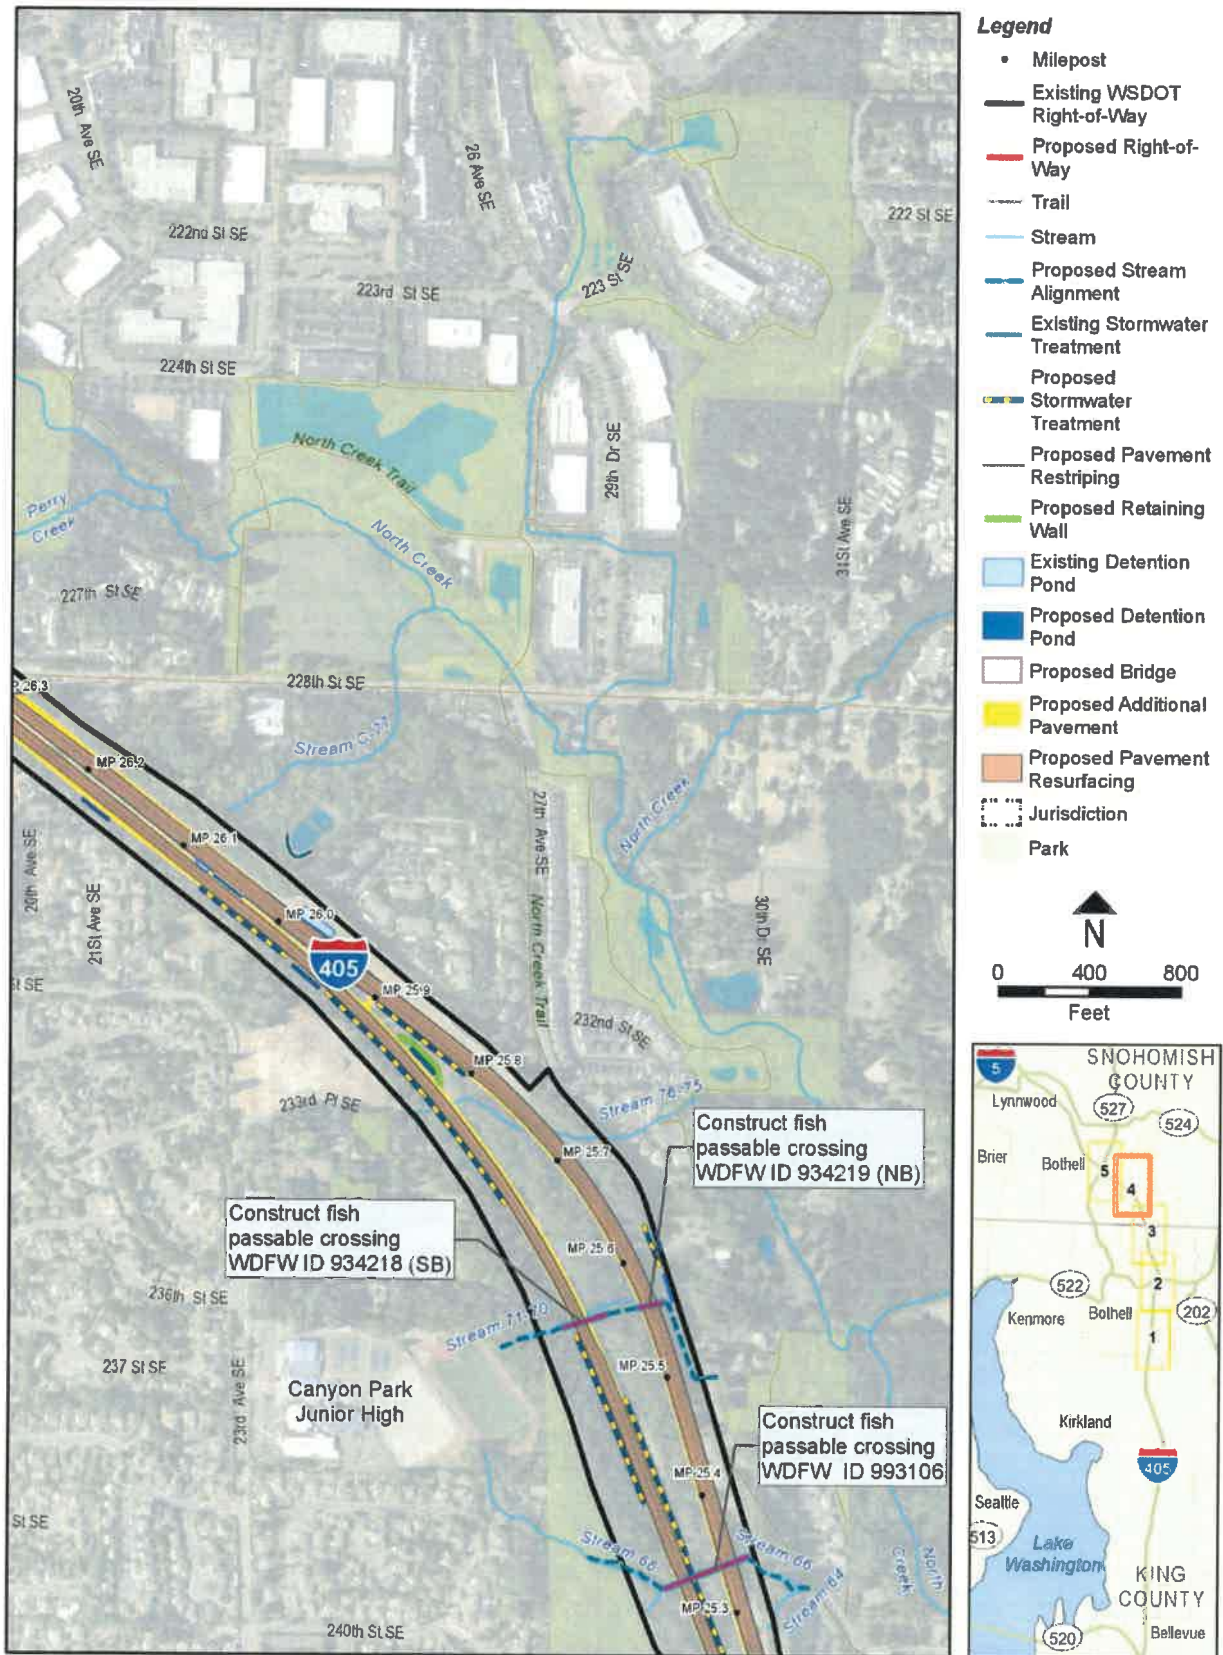 20th Ave SE
26 Ave SE
222nd St SE
222 St SE
223rd St SE
223 St SE
224th St SE
North Creek Trail
29th Dr SE
31St Ave SE
Perry
Creek
North Creek
227th St SE
228th St SE
P 26.3
MP 26.2
MP 26.1
20th Ave SE
21St Ave SE
MP 26.0
405
MP 25.9
27th Ave SE
North Creek Trail
North Creek
30th Dr SE
St SE
232nd St SE
MP 25.8
233rd Pl SE
Stream 76-75
MP 25.7
Construct fish
passable crossing
WDFW ID 934219 (NB)
Construct fish
passable crossing
WDFW ID 934218 (SB)
MP 25.6
236th St SE
MP 25.5
237 St SE
23rd Ave SE
Canyon Park
Junior High
Construct fish
passable crossing
WDFW ID 993106
MP 25.4
St SE
Stream 66
Stream 64
North
Creek
MP 25.3
240th St SE
Legend
Milepost
Existing WSDOT
Right-of-Way
Proposed Right-of-
Way
Trail
Stream
Proposed Stream
Alignment
Existing Stormwater
Treatment
Proposed
Stormwater
Treatment
Proposed Pavement
Restriping
Proposed Retaining
Wall
Existing Detention
Pond
Proposed Detention
Pond
Proposed Bridge
Proposed Additional
Pavement
Proposed Pavement
Resurfacing
Jurisdiction
Park
N
0 400 800
Feet
5
SNOHOMISH
COUNTY
Lynnwood
527
524
Brier
Bothell
5
4
3
522
2
Kenmore
Bothell
202
1
Kirkland
405
Seattle
513
Lake
Washington
KING
COUNTY
520
Bellevue